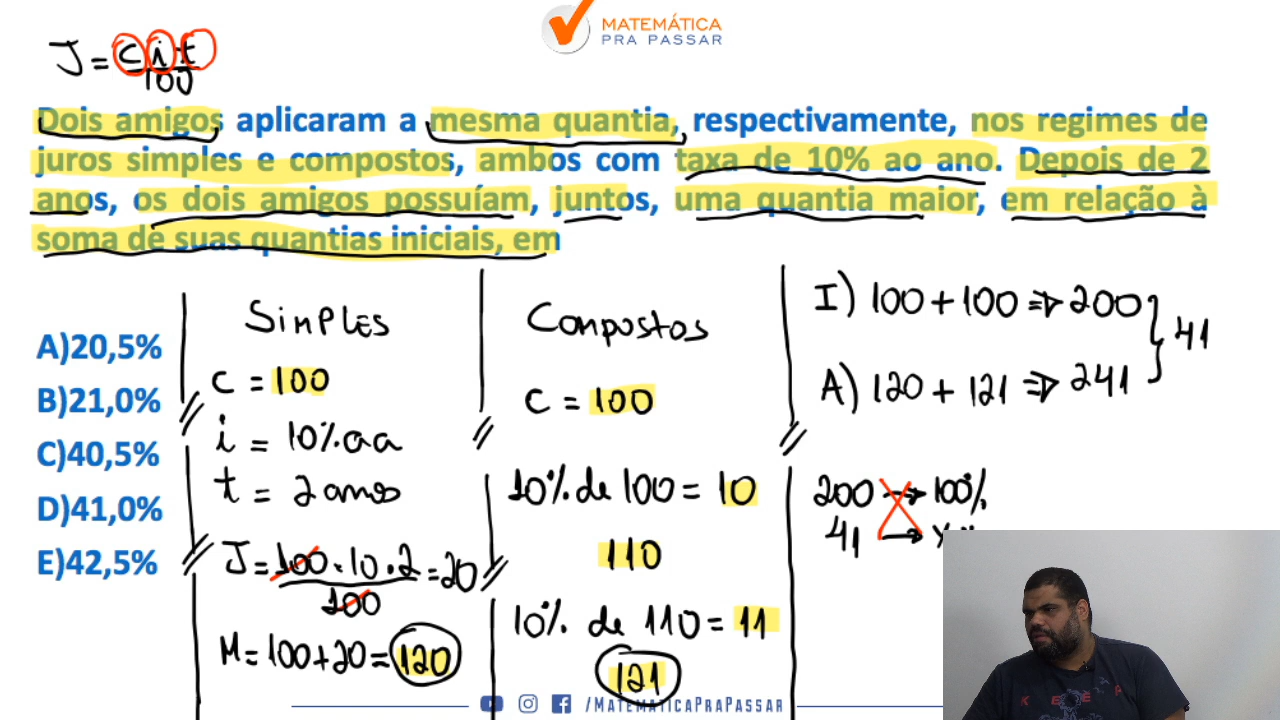 MATEMÁTICA
PRA PASSAR
J = c i t
100
Dois amigos aplicaram a mesma quantia, respectivamente, nos regimes de
juros simples e compostos, ambos com taxa de 10% ao ano. Depois de 2
anos, os dois amigos possuíam, juntos, uma quantia maior, em relação à
soma de suas quantias iniciais, em
A)20,5%
B)21,0%
C)40,5%
D)41,0%
E)42,5%
SIMPLES
C = 100
i = 10% aa
t = 2 anos
J = 100 . 10 . 2 = 20
100
M = 100 + 20 = 120
COMPOSTOS
C = 100
10% de 100 = 10
110
10% de 110 = 11
121
I) 100 + 100 ⇒ 200
A) 120 + 121 ⇒ 241
41
200 → 100%
41 →
/MatemáticaPraPassar